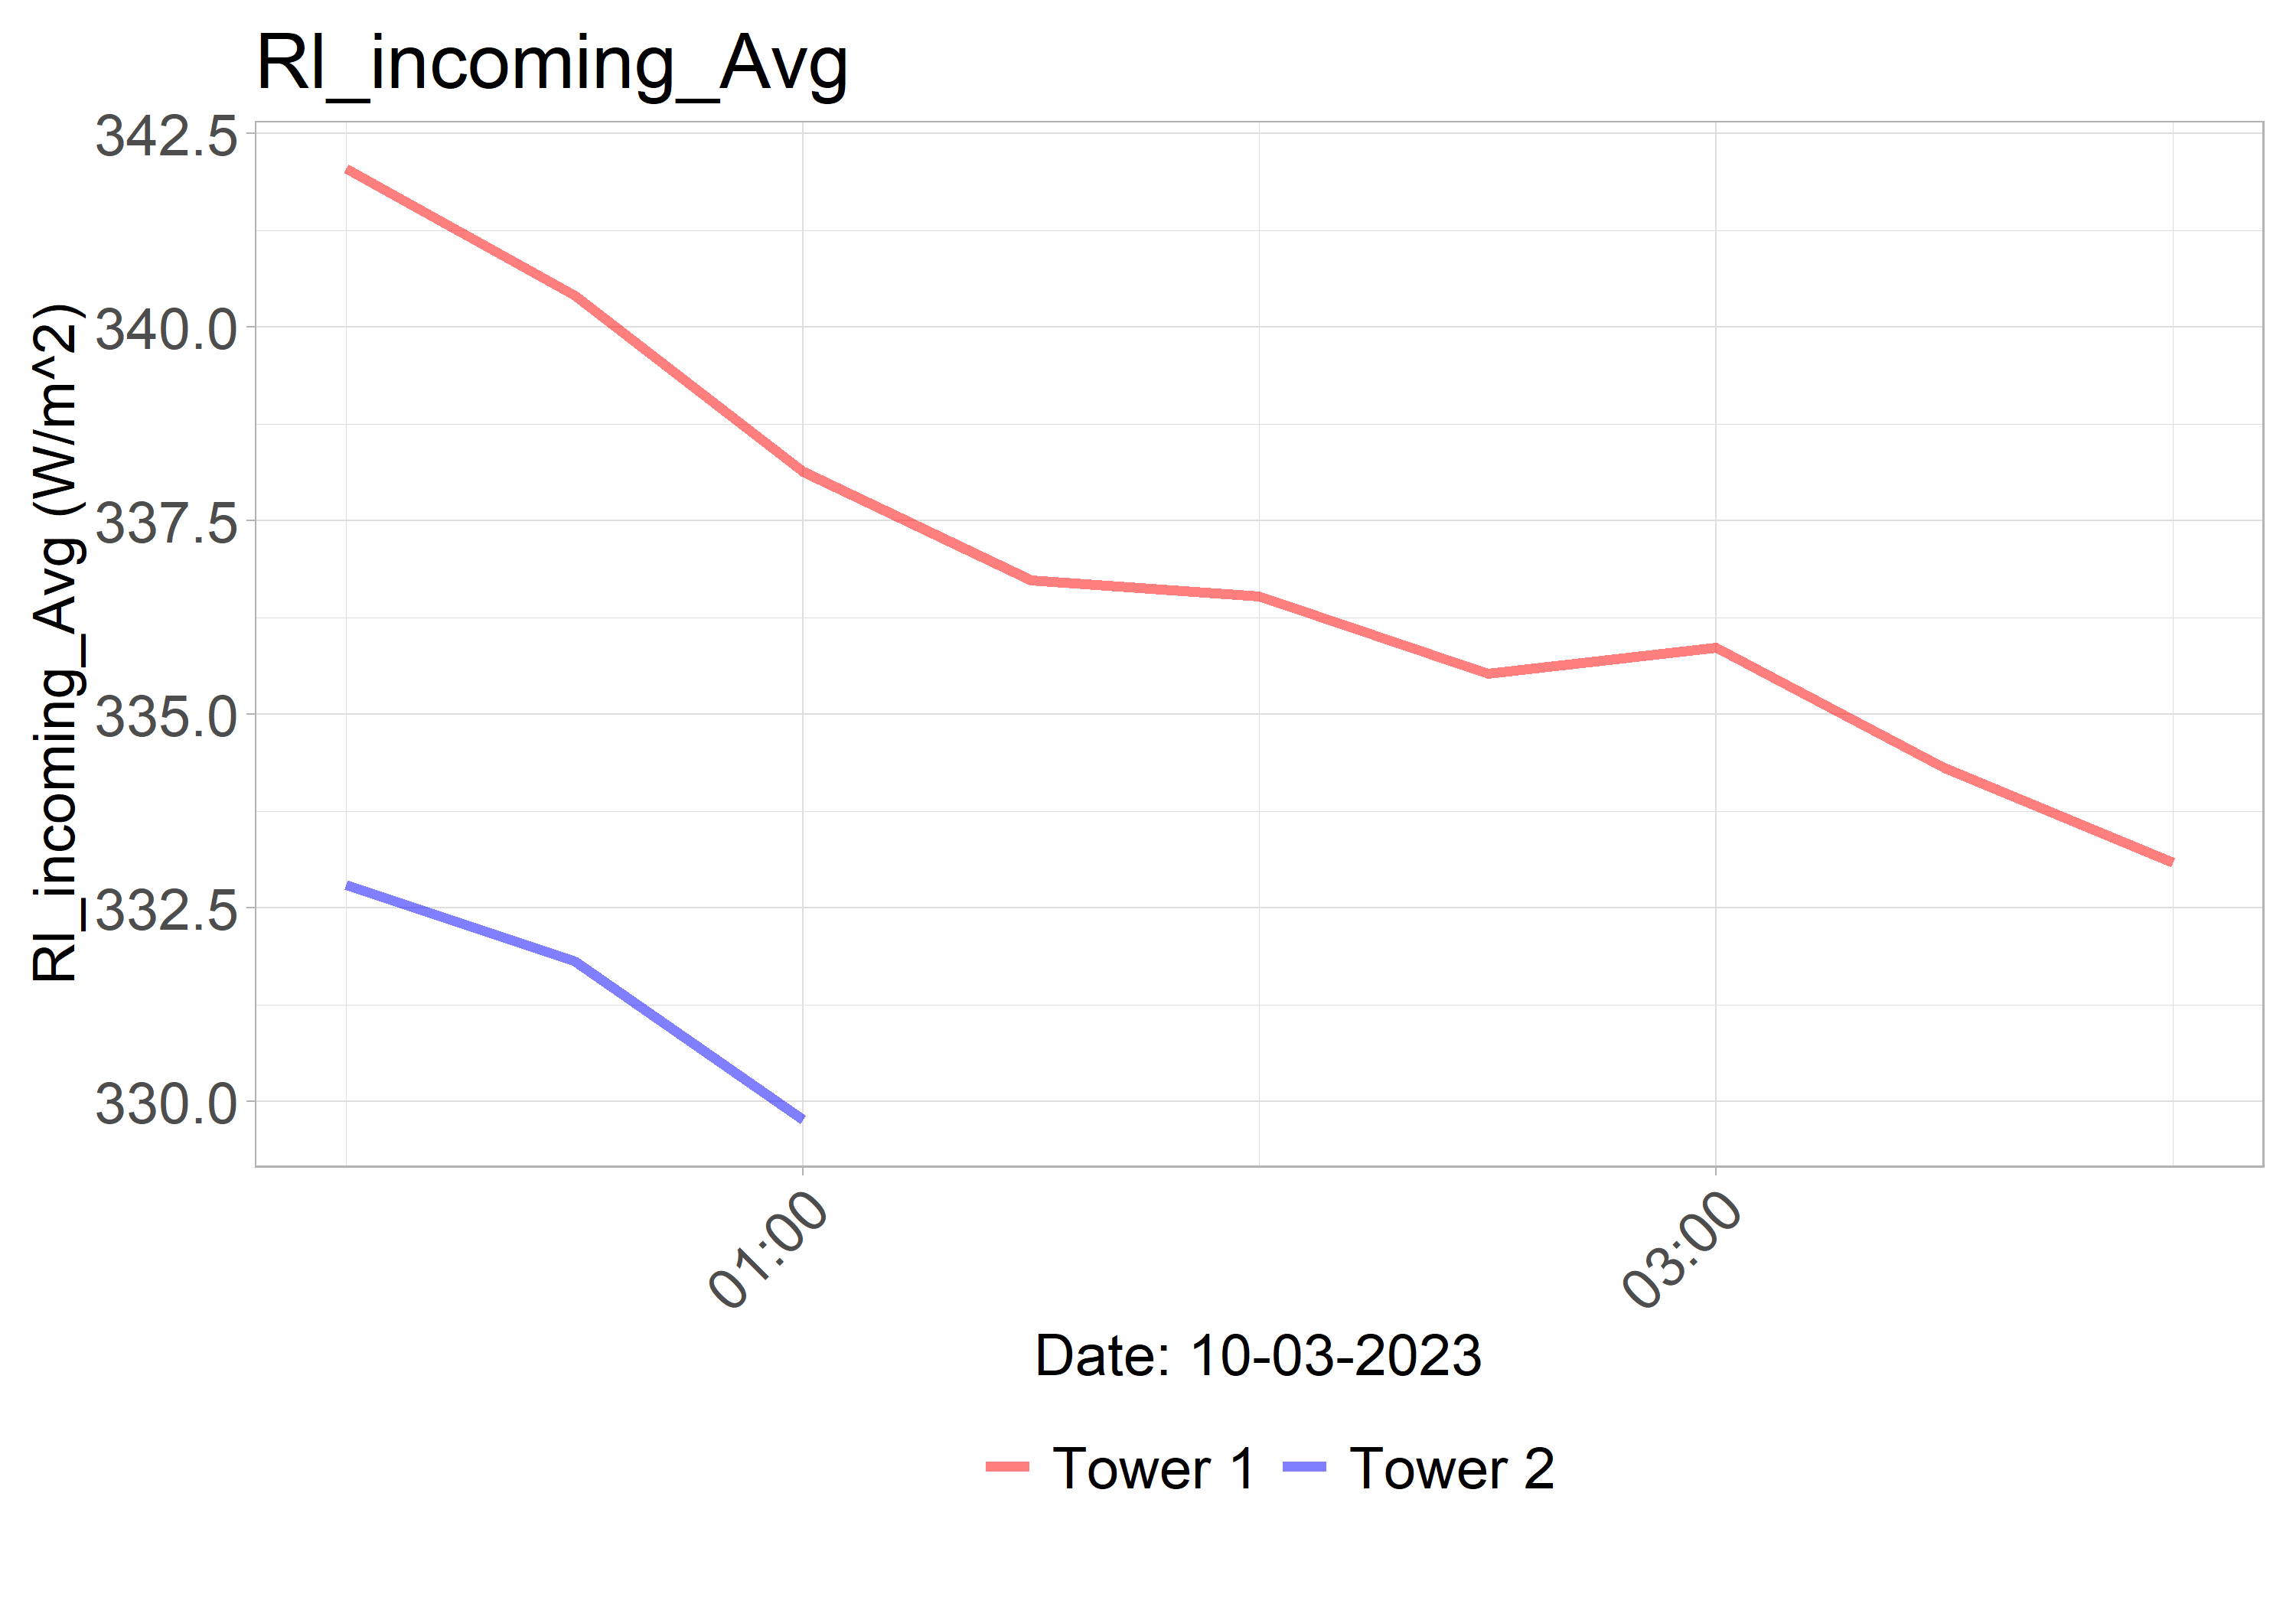 Rl_incoming_Avg
Rl_incoming_Avg (W/m^2)
342.5
340.0
337.5
335.0
332.5
330.0
01:00
03:00
Date: 10-03-2023
Tower 1
Tower 2